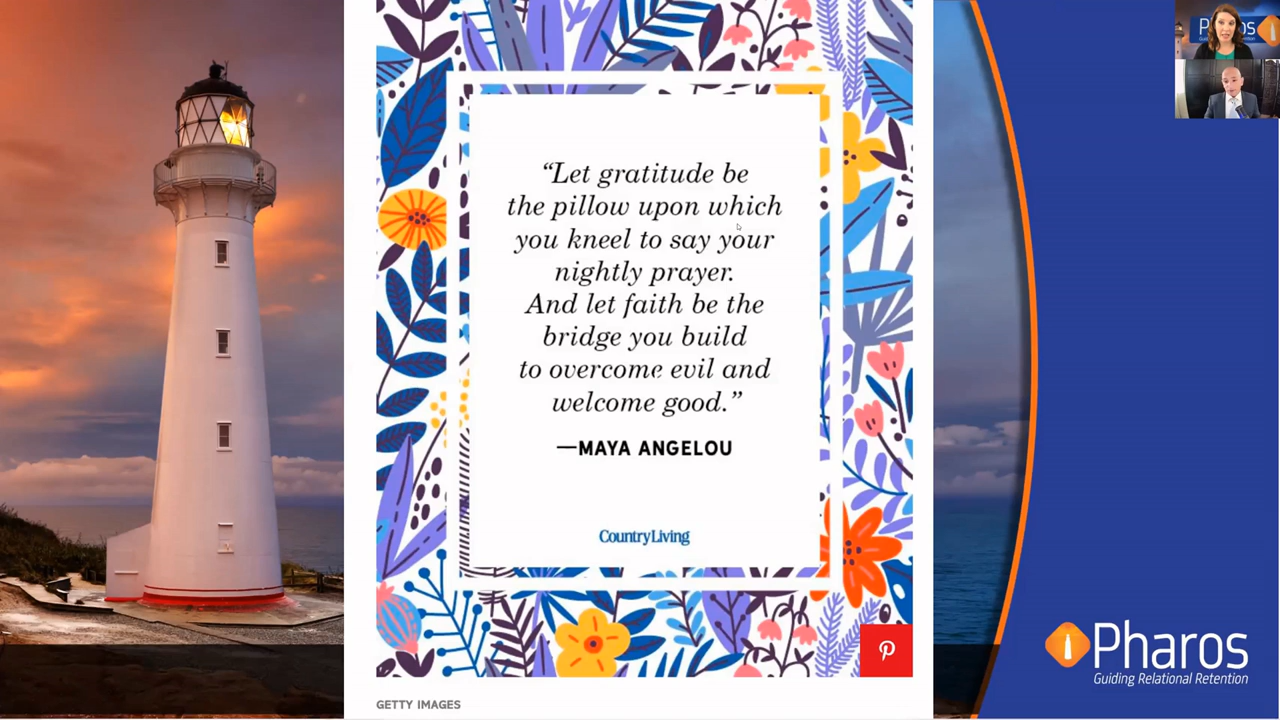 “Let gratitude be
the pillow upon which
you kneel to say your
nightly prayer.
And let faith be the
bridge you build
to overcome evil and
welcome good.”
—MAYA ANGELOU
CountryLiving
GETTY IMAGES
Pharos
Pharos
Guiding Relational Retention